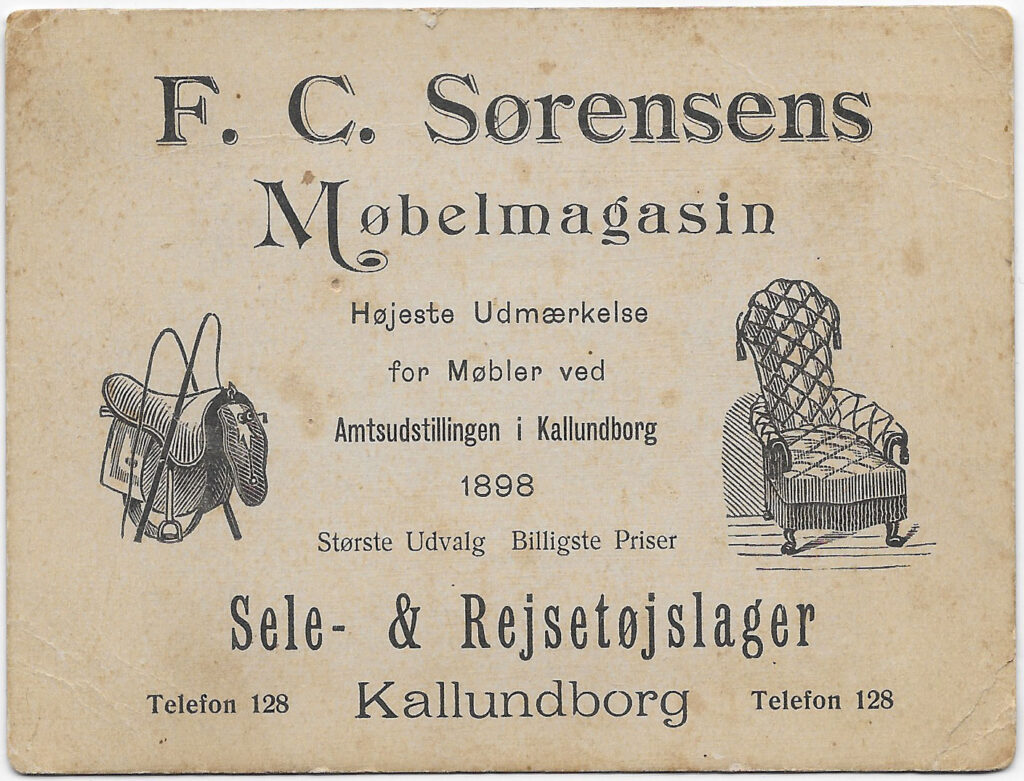 F. C. Sørensens
Møbelmagasin
Højeste Udmærkelse
for Møbler ved
Amtsudstillingen i Kallundborg
1898
Største Udvalg Billigste Priser
Sele- & Rejsetøjslager
Telefon 128 Kallundborg Telefon 128